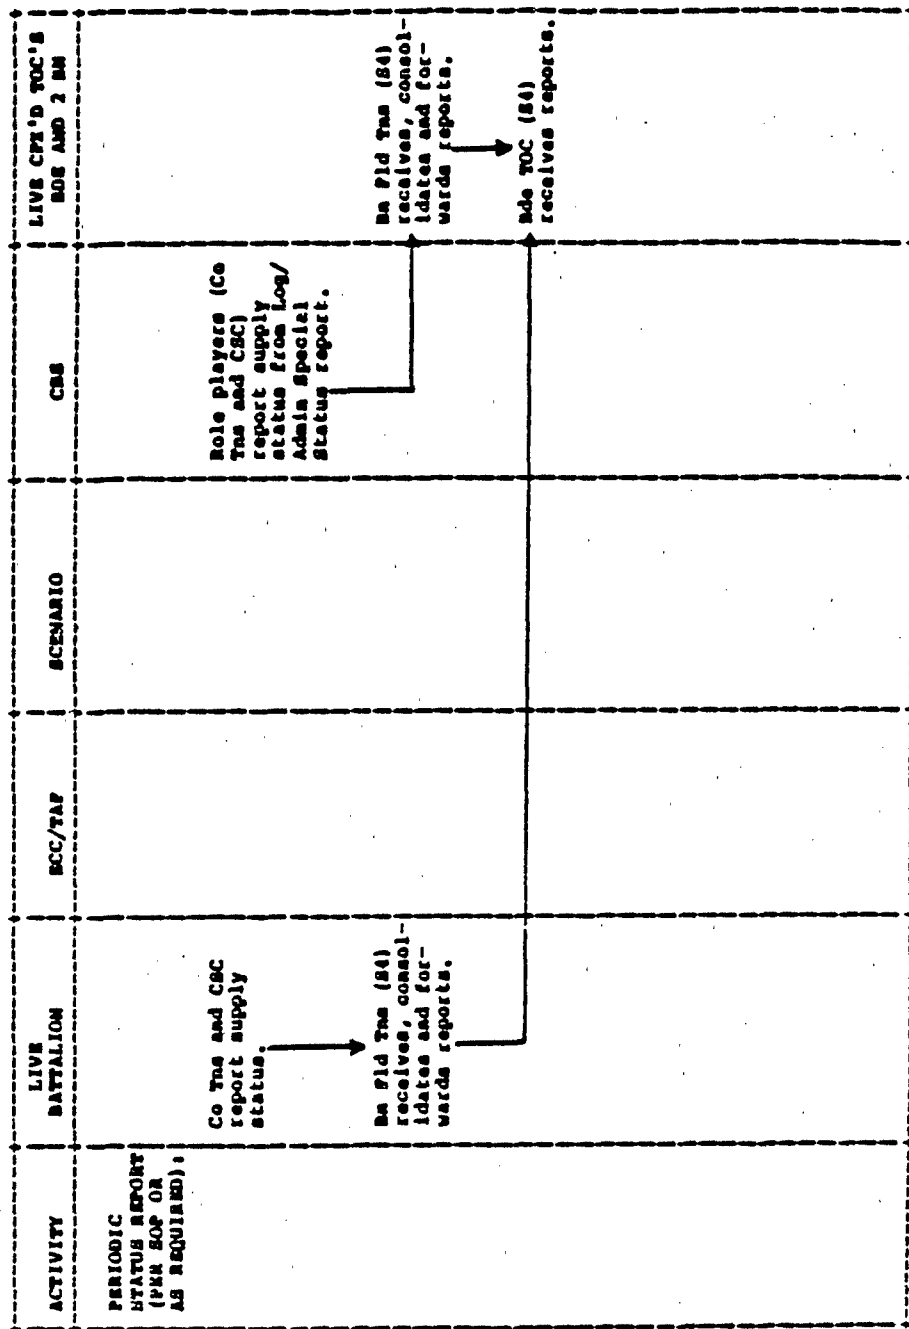 ACTIVITY
LIVE
BATTALION
BCC/TAF
SCENARIO
CBS
LIVE CPX'D TOC'S
BDE AND 2 BN
PERIODIC
STATUS REPORT
(PER SOP OR
AS REQUIRED):
Co Tns and CSC
report supply
status.
Bn Fld Tns (S4)
receives, consol-
idates and for-
wards reports.
Role players (Co
Tns and CSC)
report supply
status from Log/
Admin Special
Status report.
Bn Fld Tns (S4)
receives, consol-
idates and for-
wards reports.
Bde TOC (S4)
receives reports.